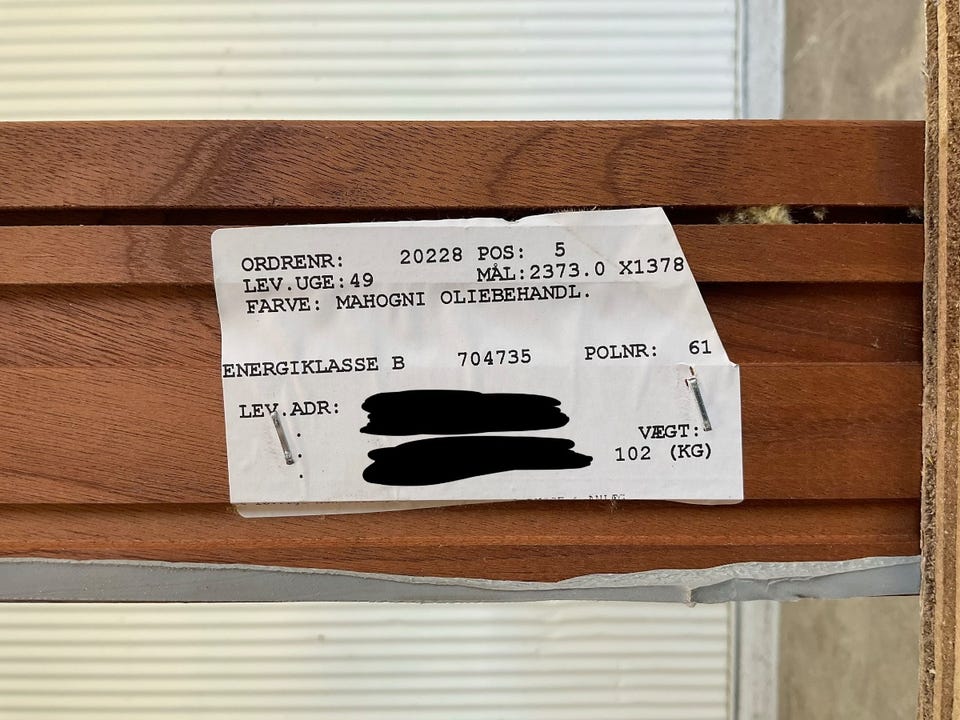 ORDRENR: 20228 POS: 5
LEV.UGE:49 MÅL:2373.0 X1378
FARVE: MAHOGNI OLIEBEHANDL.
ENERGIKLASSE B 704735 POLNR: 61
LEV.ADR:
:
VÆGT:
: 102 (KG)